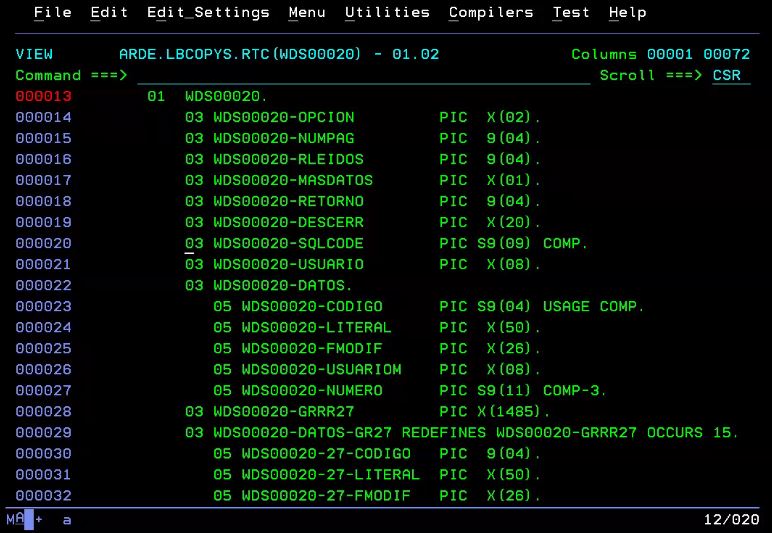 File Edit Edit_Settings Menu Utilities Compilers Test Help
VIEW ARDE.LBCOPYS.RTC(WDS00020) - 01.02 Columns 00001 00072
Command ===> Scroll ===> CSR
000013 01 WDS00020.
000014 03 WDS00020-OPCION PIC X(02).
000015 03 WDS00020-NUMPAG PIC 9(04).
000016 03 WDS00020-RLEIDOS PIC 9(04).
000017 03 WDS00020-MASDATOS PIC X(01).
000018 03 WDS00020-RETORNO PIC 9(04).
000019 03 WDS00020-DESCERR PIC X(20).
000020 03 WDS00020-SQLCODE PIC S9(09) COMP.
000021 03 WDS00020-USUARIO PIC X(08).
000022 03 WDS00020-DATOS.
000023 05 WDS00020-CODIGO PIC S9(04) USAGE COMP.
000024 05 WDS00020-LITERAL PIC X(50).
000025 05 WDS00020-FMODIF PIC X(26).
000026 05 WDS00020-USUARIOM PIC X(08).
000027 05 WDS00020-NUMERO PIC S9(11) COMP-3.
000028 03 WDS00020-GRRR27 PIC X(1485).
000029 03 WDS00020-DATOS-GR27 REDEFINES WDS00020-GRRR27 OCCURS 15.
000030 05 WDS00020-27-CODIGO 9(04).
000031 05 WDS00020-27-LITERAL X(50).
000032 05 WDS00020-27-FMODIF X(26).
MA + a 12/020